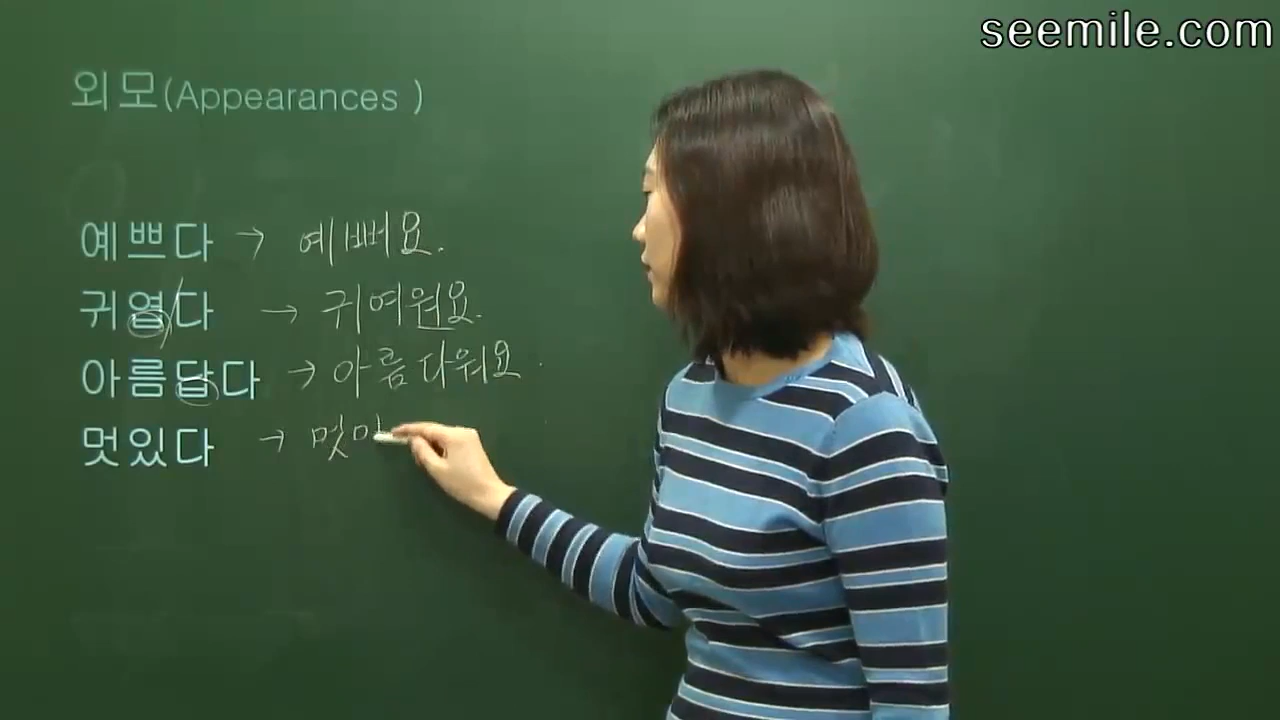 seemile.com
외모(Appearances )
예쁘다 → 예뻐요.
귀엽다 → 귀여워요.
아름답다 → 아름다워요.
멋있다 → 멋